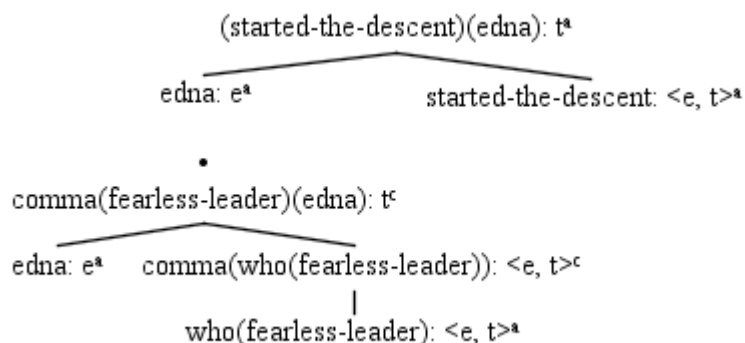 (started-the-descent)(edna): tᵃ
edna: eᵃ started-the-descent: <e, t>ᵃ
•
comma(fearless-leader)(edna): tᶜ
edna: eᵃ comma(who(fearless-leader)): <e, t>ᶜ
who(fearless-leader): <e, t>ᵃ